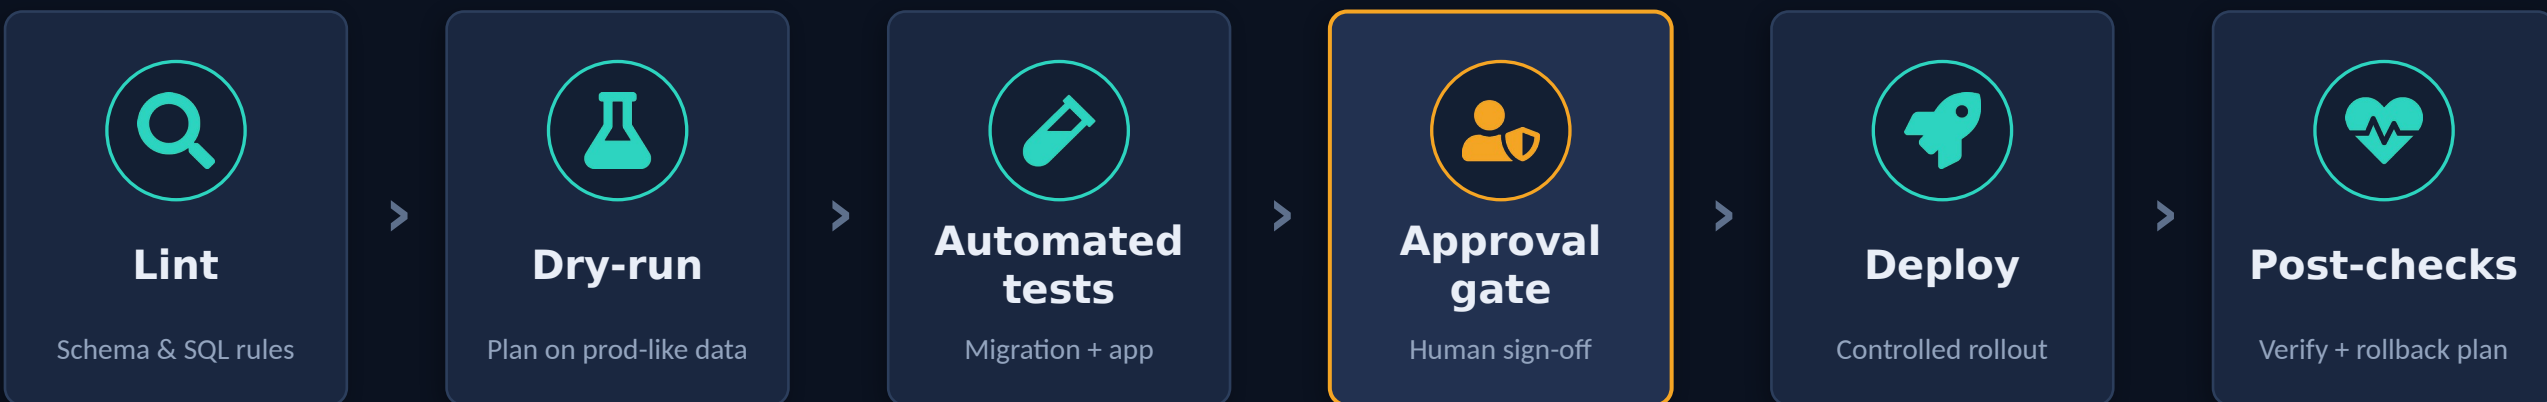 Lint
Schema & SQL rules
Dry-run
Plan on prod-like data
Automated
tests
Migration + app
Approval
gate
Human sign-off
Deploy
Controlled rollout
Post-checks
Verify + rollback plan